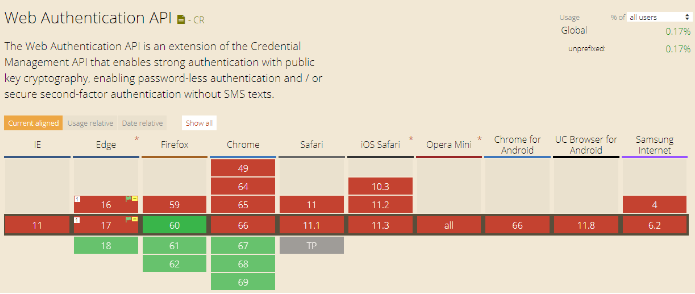 Web Authentication API - CR
Usage % of all users
Global 0.17%
unprefixed: 0.17%
The Web Authentication API is an extension of the Credential
Management API that enables strong authentication with public
key cryptography, enabling password-less authentication and / or
secure second-factor authentication without SMS texts.
Current aligned Usage relative Date relative Show all
IE Edge * Firefox Chrome Safari iOS Safari * Opera Mini * Chrome for Android UC Browser for Android Samsung Internet
49
64 10.3
16 59 65 11 11.2 4
11 17 60 66 11.1 11.3 all 66 11.8 6.2
18 61 67 TP
62 68
69